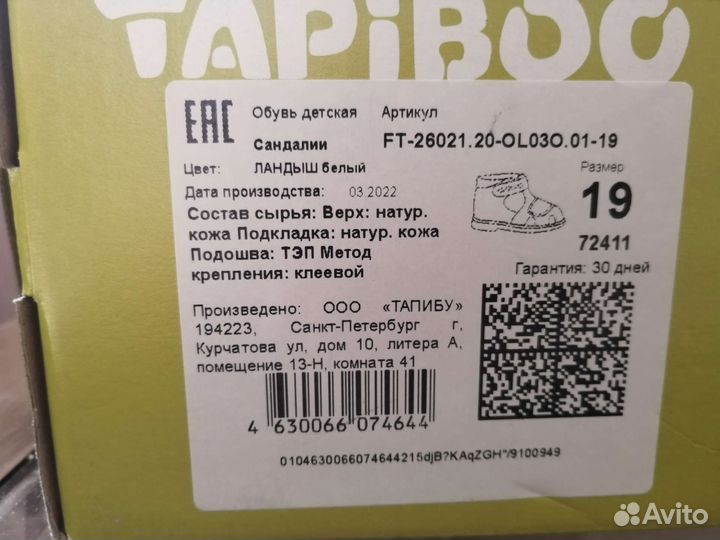 TAPiBOO
EAC Обувь детская Артикул
Сандалии FT-26021.20-OL03O.01-19
Цвет: ЛАНДЫШ белый Размер
Дата производства: 03.2022 19
Состав сырья: Верх: натур.
кожа Подкладка: натур. кожа 72411
Подошва: ТЭП Метод
крепления: клеевой Гарантия: 30 дней
Произведено: ООО «ТАПИБУ»
194223, Санкт-Петербург г,
Курчатова ул, дом 10, литера А,
помещение 13-Н, комната 41
4 630066 074644
0104630066074644215djB?KAqZGH"/9100949
Avito